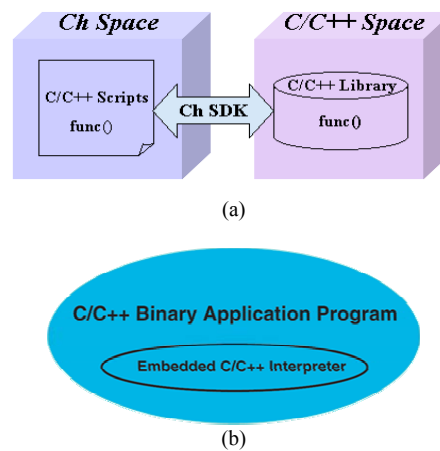 Ch Space
C/C++ Space
C/C++ Scripts
func()
Ch SDK
C/C++ Library
func()
(a)
C/C++ Binary Application Program
Embedded C/C++ Interpreter
(b)